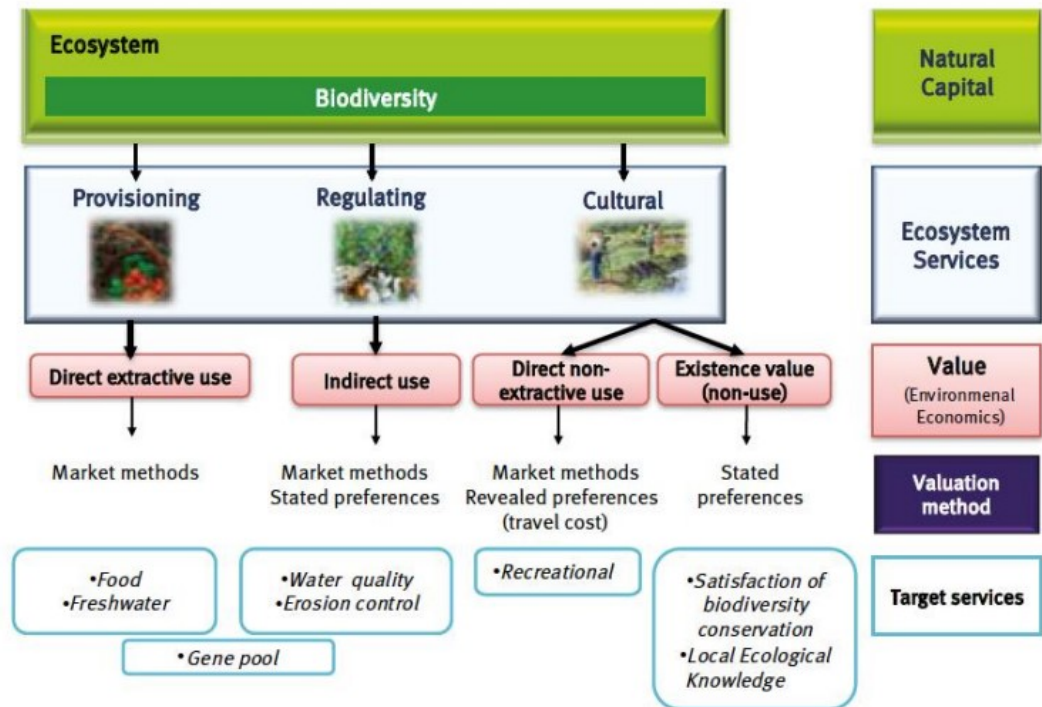 Ecosystem
Biodiversity
Natural
Capital
Provisioning
Regulating
Cultural
Ecosystem
Services
Direct extractive use
Indirect use
Direct non-
extractive use
Existence value
(non-use)
Value
(Environmenal
Economics)
Market methods
Market methods
Stated preferences
Market methods
Revealed preferences
(travel cost)
Stated
preferences
Valuation
method
•Food
•Freshwater
•Water quality
•Erosion control
•Gene pool
•Recreational
•Satisfaction of
biodiversity
conservation
•Local Ecological
Knowledge
Target services